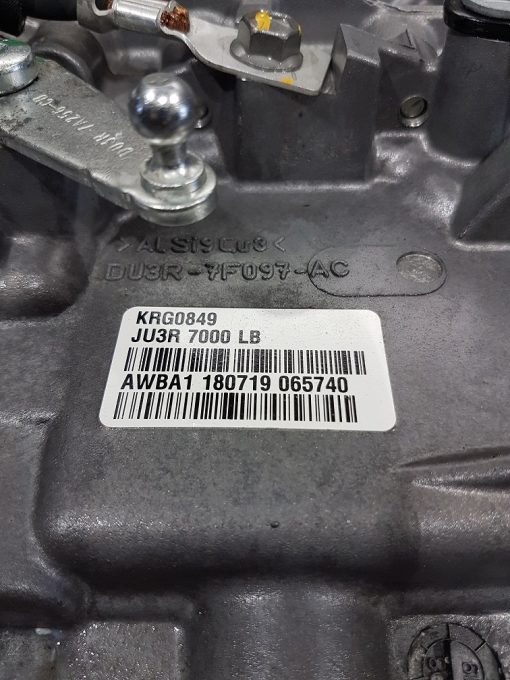 >ALSi9Cu3<
DU3R-7F097-AC
KRG0849
JU3R 7000 LB
AWBA1 180719 065740